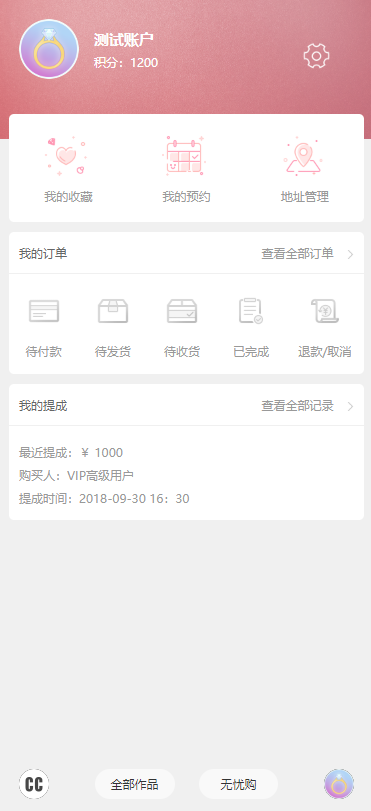 测试账户
积分：1200
我的收藏 我的预约 地址管理
我的订单 查看全部订单
待付款 待发货 待收货 已完成 退款/取消
我的提成 查看全部记录
最近提成：￥ 1000
购买人：VIP高级用户
提成时间：2018-09-30 16：30
CC 全部作品 无忧购